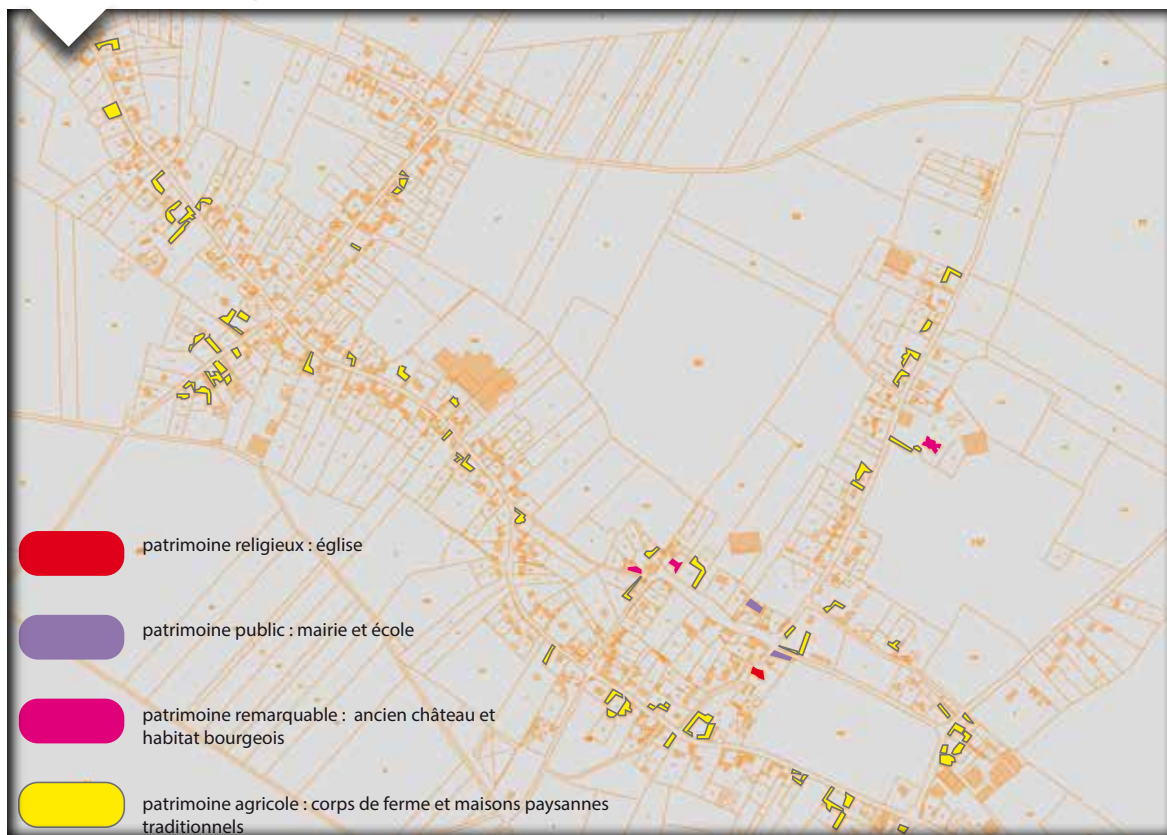 patrimoine religieux : église
patrimoine public : mairie et école
patrimoine remarquable : ancien château et
habitat bourgeois
patrimoine agricole : corps de ferme et maisons paysannes
traditionnels